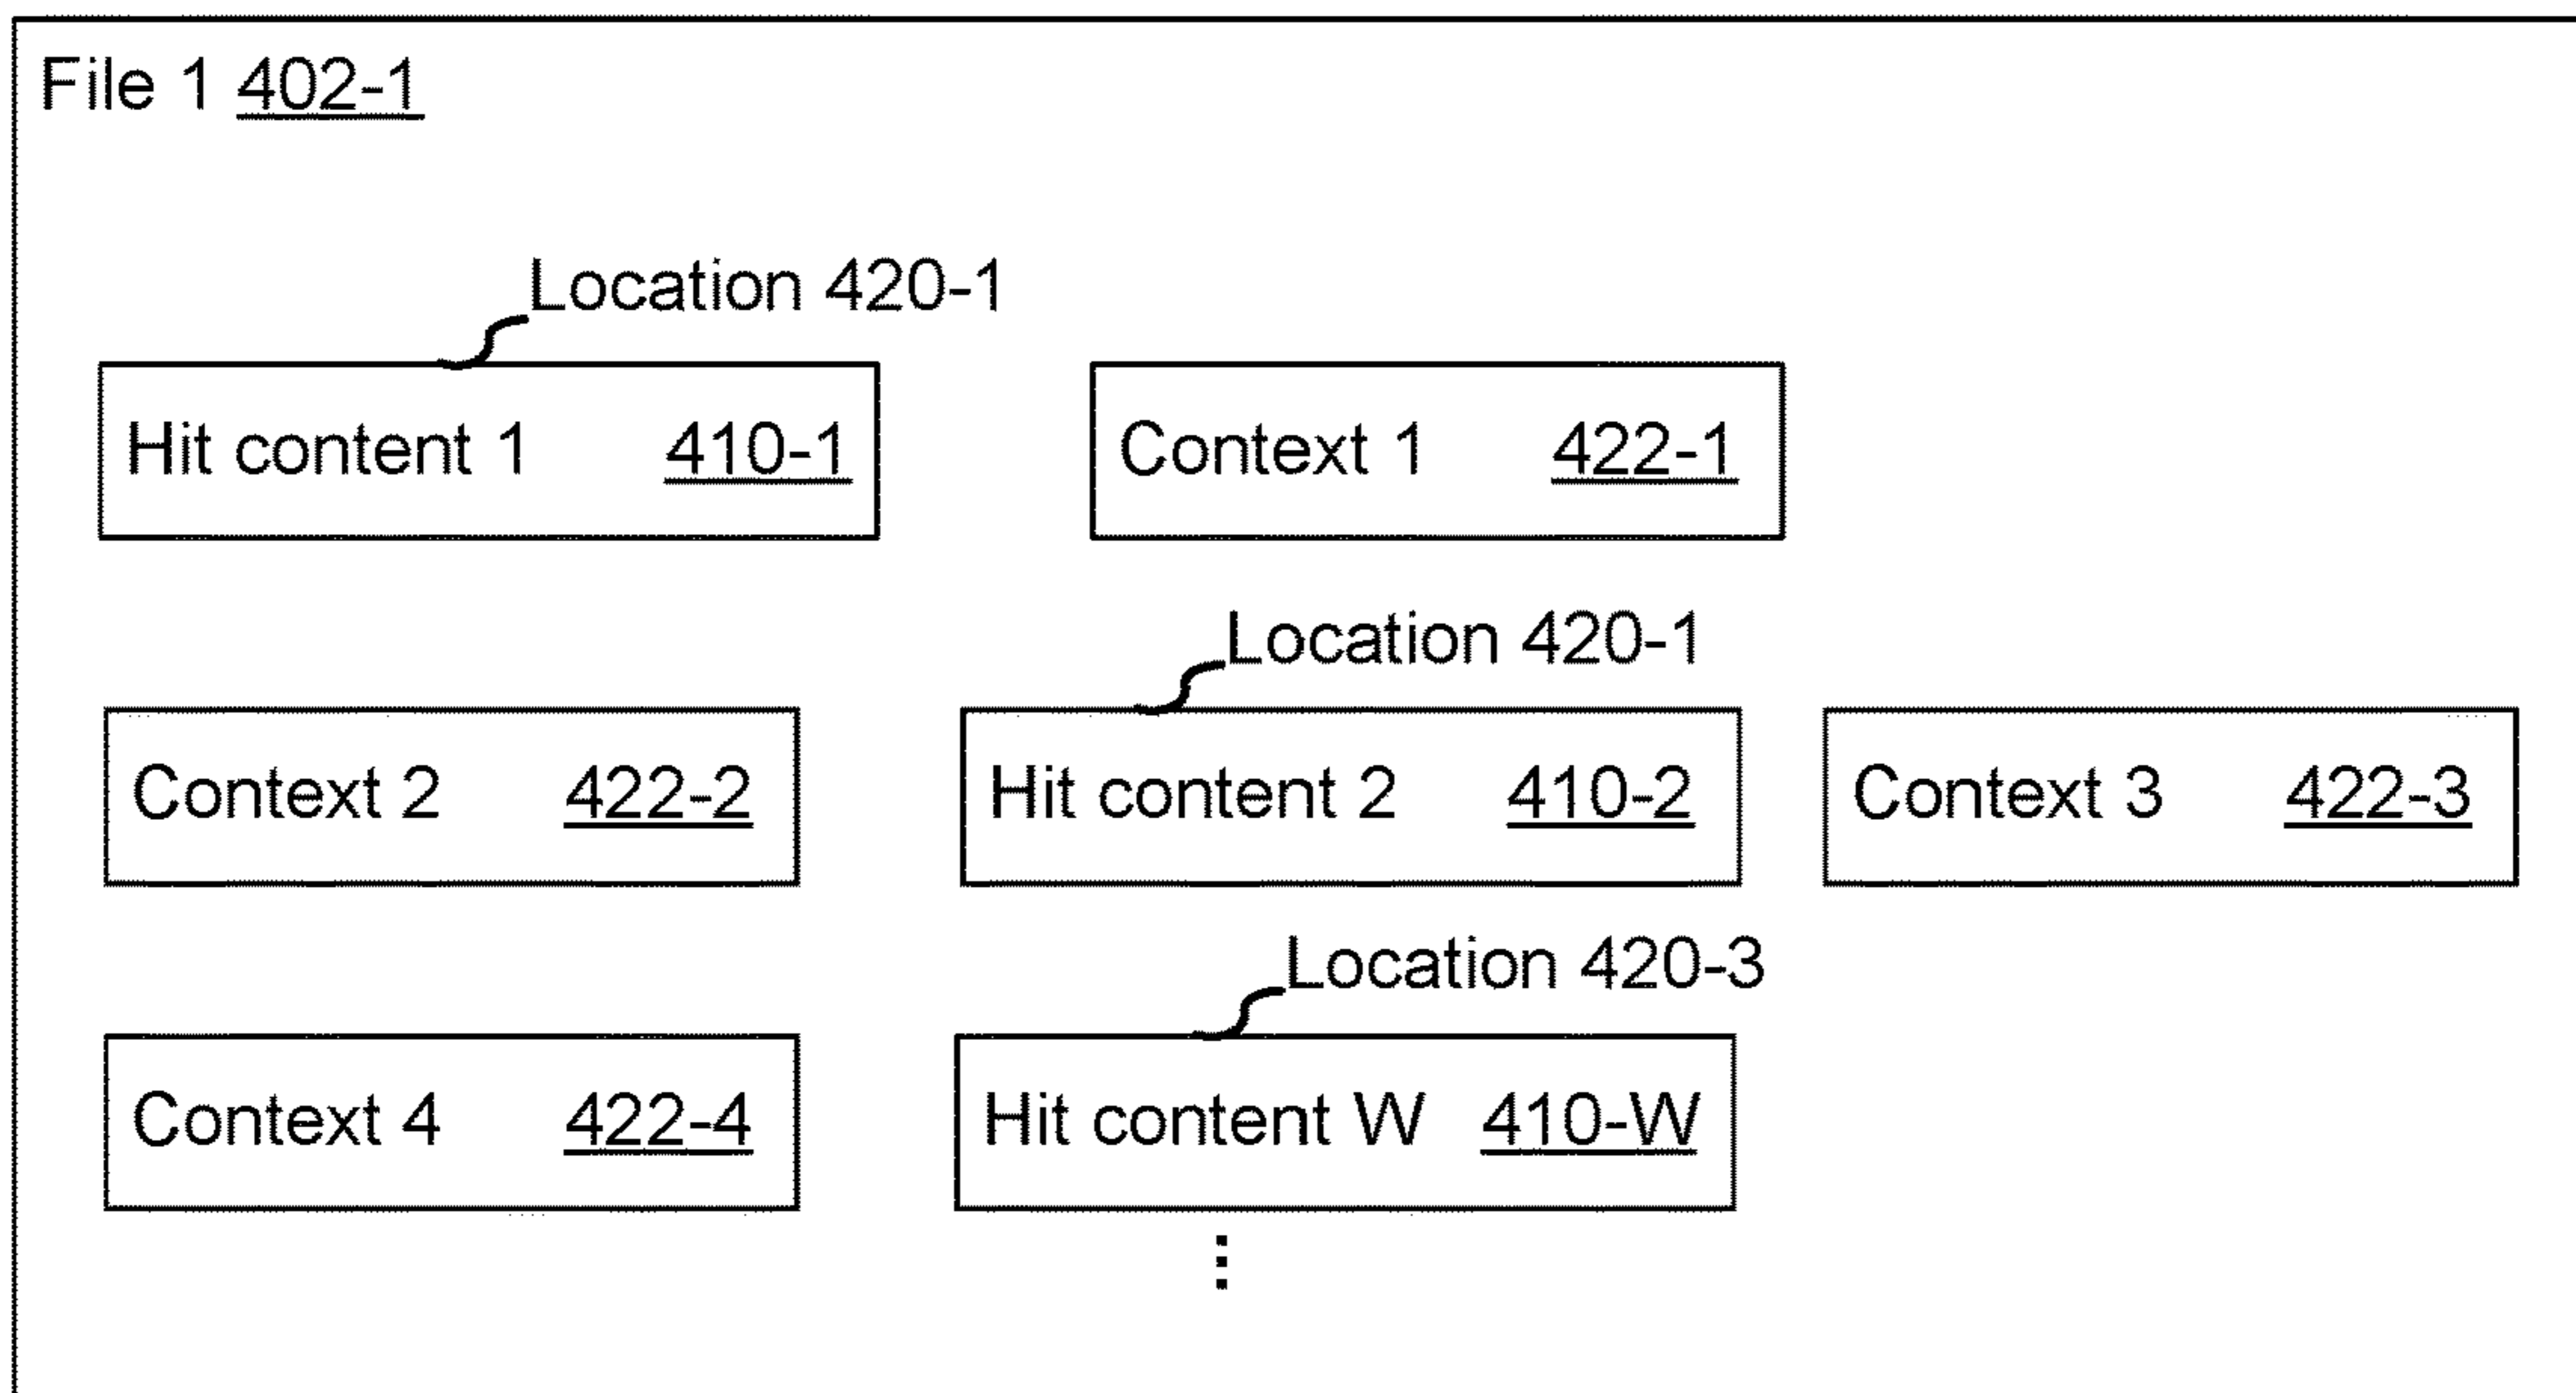 File 1 402-1
Location 420-1
Hit content 1 410-1
Context 1 422-1
Location 420-1
Context 2 422-2
Hit content 2 410-2
Context 3 422-3
Location 420-3
Context 4 422-4
Hit content W 410-W